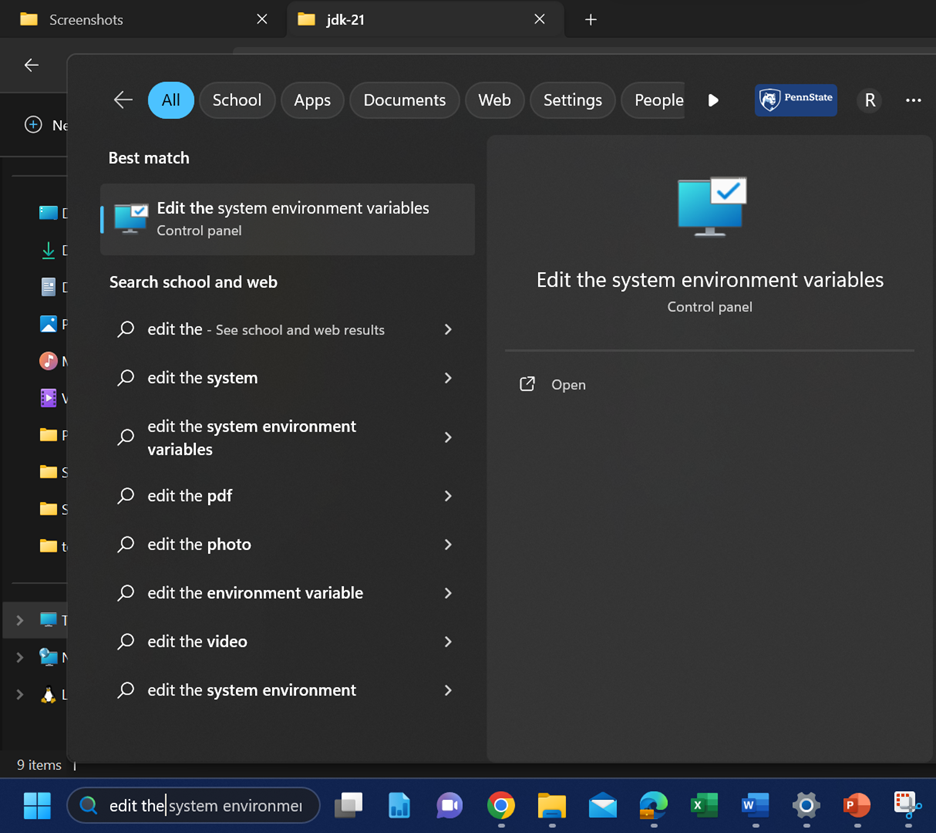 Screenshots
jdk-21
Ne
All
School
Apps
Documents
Web
Settings
People
PennState
R
Best match
Edit the system environment variables
Control panel
Search school and web
edit the - See school and web results
edit the system
edit the system environment
variables
edit the pdf
edit the photo
edit the environment variable
edit the video
edit the system environment
Edit the system environment variables
Control panel
Open
D
D
D
P
M
V
P
S
S
t
T
N
L
9 items
edit the system environmen
W
P